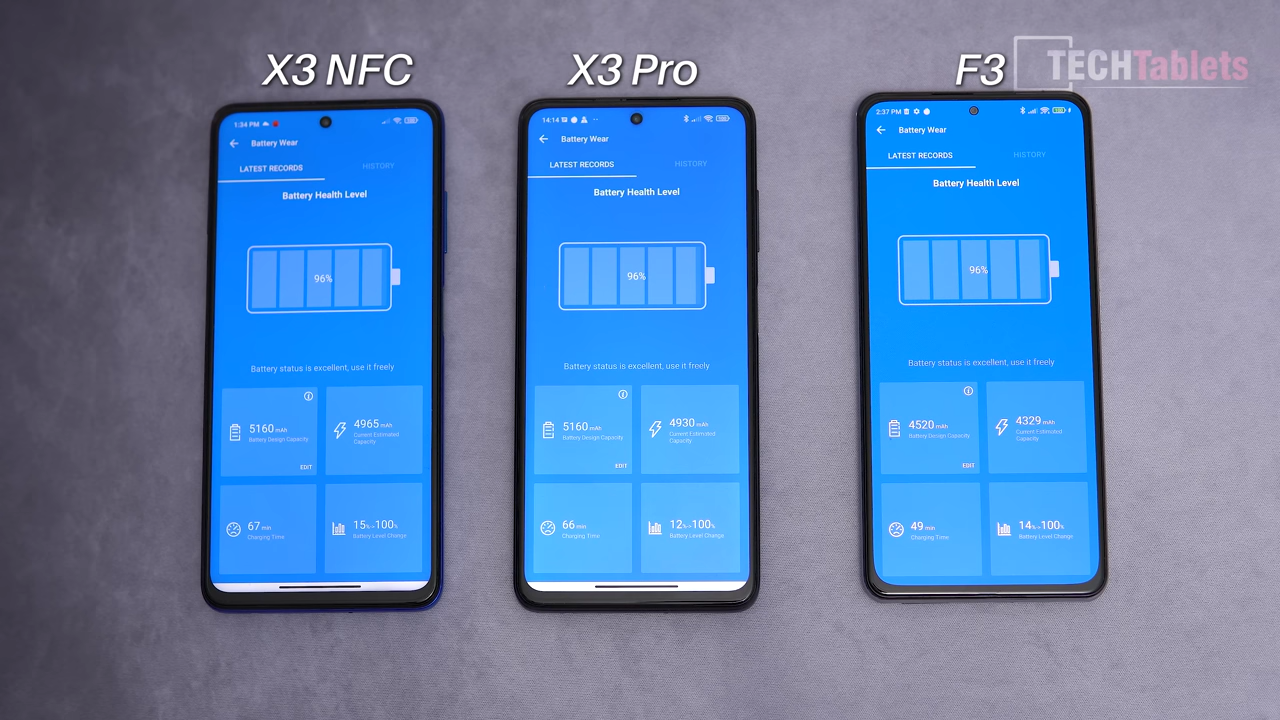 X3 NFC
X3 Pro
F3
TECHTablets
1:34 PM
Battery Wear
LATEST RECORDS
HISTORY
Battery Health Level
96%
Battery status is excellent, use it freely
5160 mAh
Battery Design Capacity
EDIT
4965 mAh
Current Estimated
Capacity
67 min
Charging Time
15%->100%
Battery Level Change
14:14
Battery Wear
LATEST RECORDS
HISTORY
Battery Health Level
96%
Battery status is excellent, use it freely
5160 mAh
Battery Design Capacity
EDIT
4930 mAh
Current Estimated
Capacity
66 min
Charging Time
12%->100%
Battery Level Change
2:37 PM
Battery Wear
LATEST RECORDS
HISTORY
Battery Health Level
96%
Battery status is excellent, use it freely
4520 mAh
Battery Design Capacity
EDIT
4329 mAh
Current Estimated
Capacity
49 min
Charging Time
14%->100%
Battery Level Change